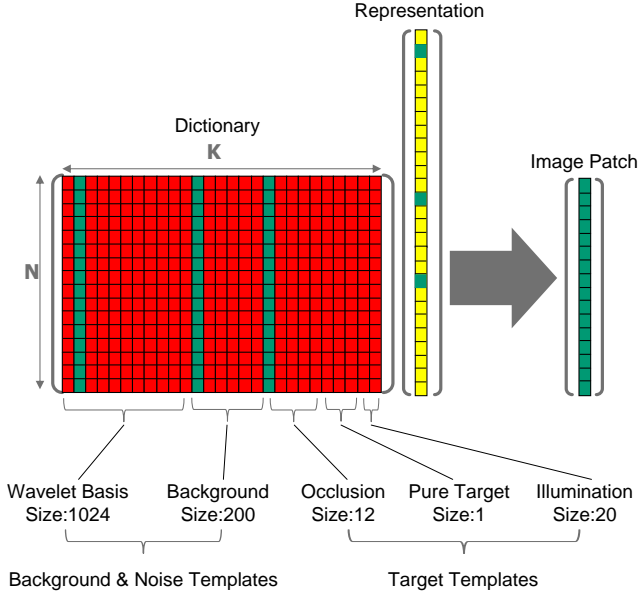 Representation
Dictionary
K
Image Patch
N
Wavelet Basis
Size:1024
Background
Size:200
Occlusion
Size:12
Pure Target
Size:1
Illumination
Size:20
Background & Noise Templates
Target Templates